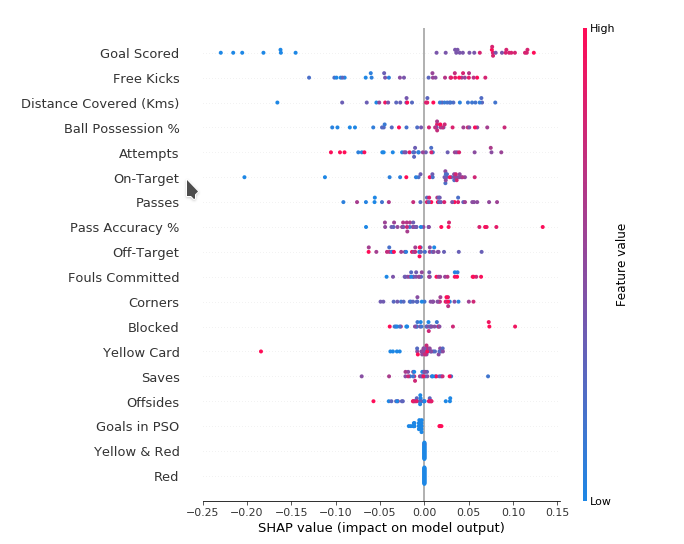 Goal Scored
Free Kicks
Distance Covered (Kms)
Ball Possession %
Attempts
On-Target
Passes
Pass Accuracy %
Off-Target
Fouls Committed
Corners
Blocked
Yellow Card
Saves
Offsides
Goals in PSO
Yellow & Red
Red
−0.25 −0.20 −0.15 −0.10 −0.05 0.00 0.05 0.10 0.15
SHAP value (impact on model output)
High
Feature value
Low